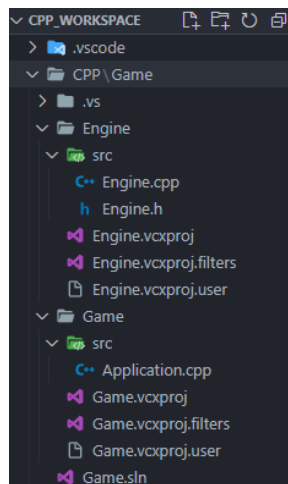 CPP_WORKSPACE
.vscode
CPP\Game
.vs
Engine
src
C++ Engine.cpp
h Engine.h
Engine.vcxproj
Engine.vcxproj.filters
Engine.vcxproj.user
Game
src
C++ Application.cpp
Game.vcxproj
Game.vcxproj.filters
Game.vcxproj.user
Game.sln